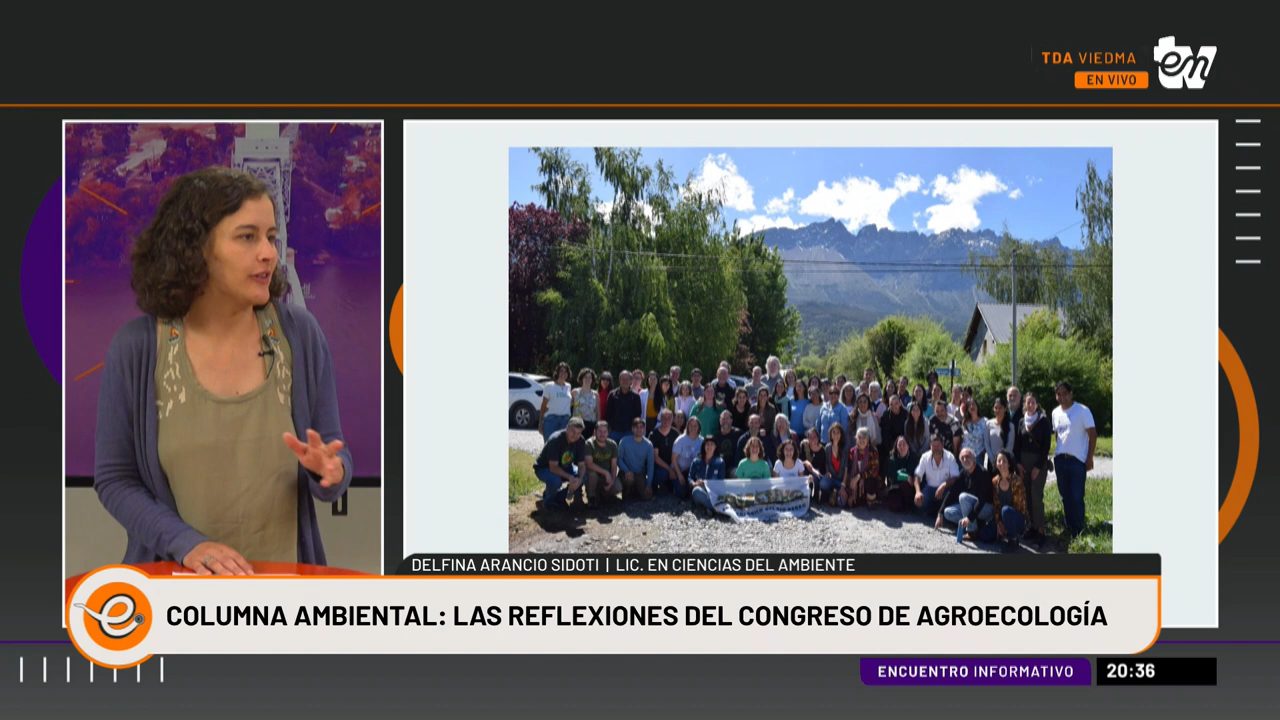 TDA VIEDMA
EN VIVO
em
DELFINA ARANCIO SIDOTI | LIC. EN CIENCIAS DEL AMBIENTE
COLUMNA AMBIENTAL: LAS REFLEXIONES DEL CONGRESO DE AGROECOLOGÍA
e
ENCUENTRO INFORMATIVO
20:36